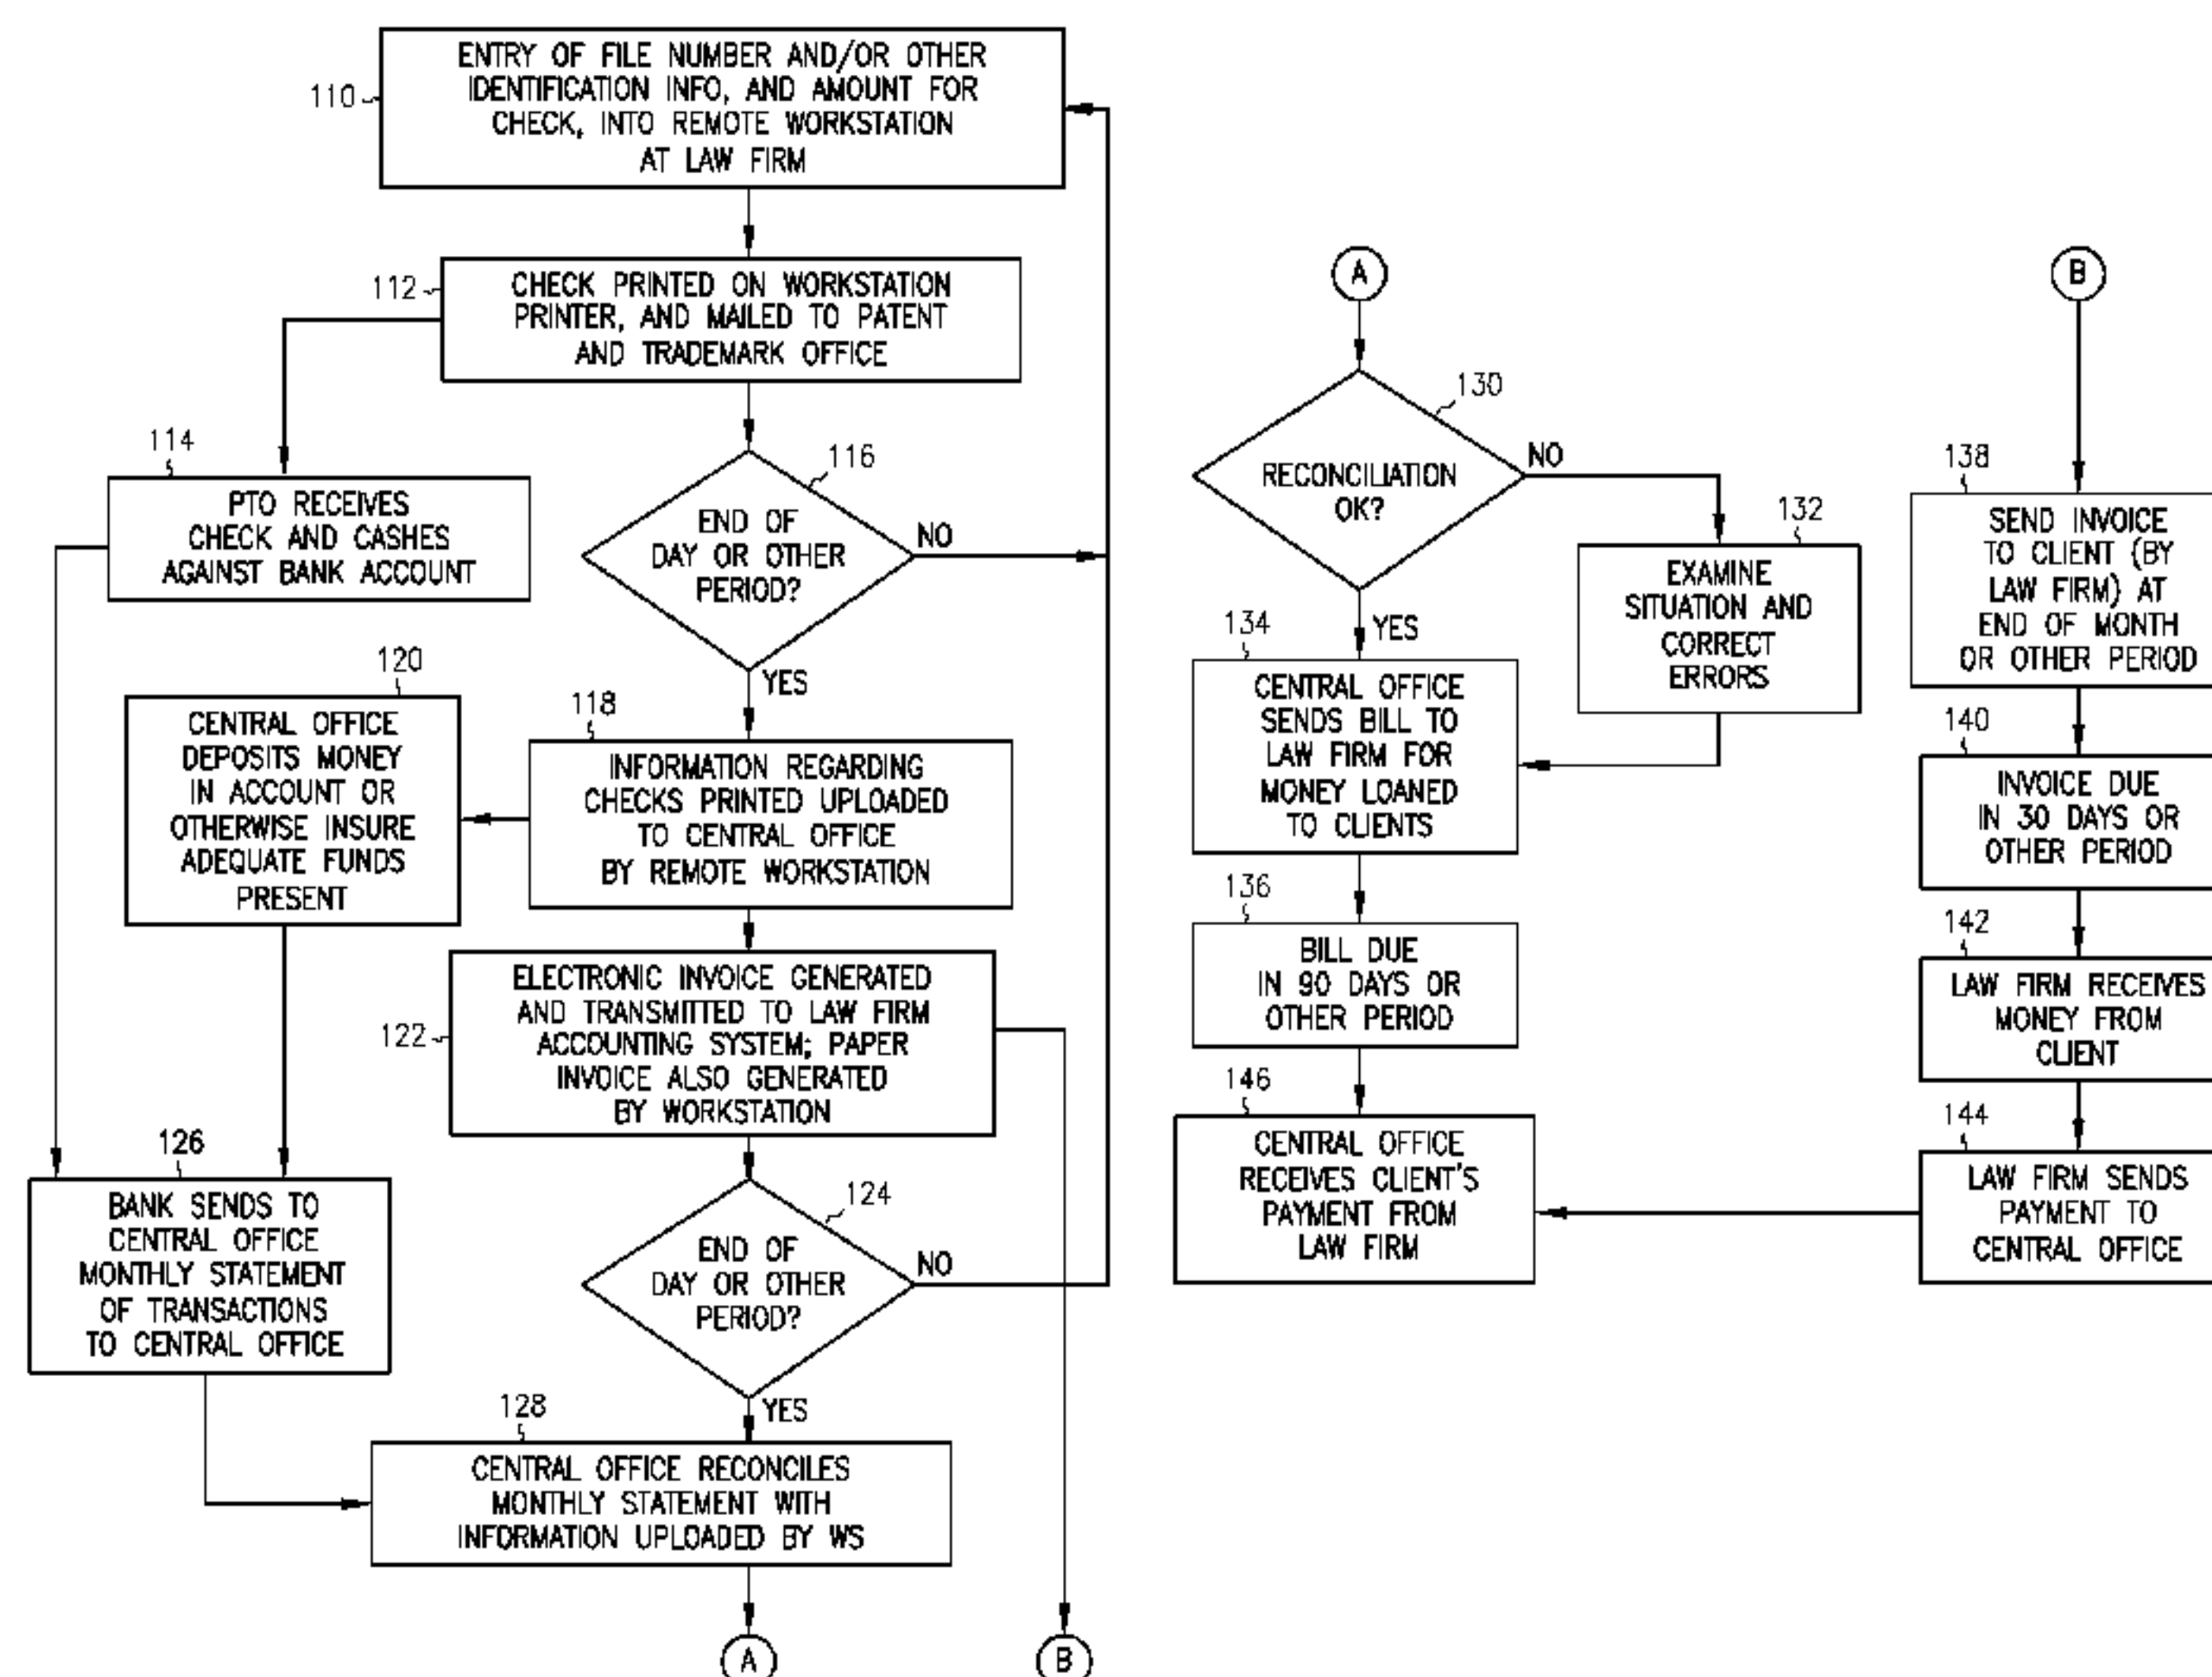 110
ENTRY OF FILE NUMBER AND/OR OTHER
IDENTIFICATION INFO, AND AMOUNT FOR
CHECK, INTO REMOTE WORKSTATION
AT LAW FIRM
112
CHECK PRINTED ON WORKSTATION
PRINTER, AND MAILED TO PATENT
AND TRADEMARK OFFICE
114
PTO RECEIVES
CHECK AND CASHES
AGAINST BANK ACCOUNT
116
END OF
DAY OR OTHER
PERIOD?
NO
YES
118
INFORMATION REGARDING
CHECKS PRINTED UPLOADED
TO CENTRAL OFFICE
BY REMOTE WORKSTATION
120
CENTRAL OFFICE
DEPOSITS MONEY
IN ACCOUNT OR
OTHERWISE INSURE
ADEQUATE FUNDS
PRESENT
122
ELECTRONIC INVOICE GENERATED
AND TRANSMITTED TO LAW FIRM
ACCOUNTING SYSTEM; PAPER
INVOICE ALSO GENERATED
BY WORKSTATION
124
END OF
DAY OR OTHER
PERIOD?
NO
YES
126
BANK SENDS TO
CENTRAL OFFICE
MONTHLY STATEMENT
OF TRANSACTIONS
TO CENTRAL OFFICE
128
CENTRAL OFFICE RECONCILES
MONTHLY STATEMENT WITH
INFORMATION UPLOADED BY WS
A
B
A
130
RECONCILIATION
OK?
NO
YES
132
EXAMINE
SITUATION AND
CORRECT
ERRORS
134
CENTRAL OFFICE
SENDS BILL TO
LAW FIRM FOR
MONEY LOANED
TO CLIENTS
136
BILL DUE
IN 90 DAYS OR
OTHER PERIOD
146
CENTRAL OFFICE
RECEIVES CLIENT'S
PAYMENT FROM
LAW FIRM
B
138
SEND INVOICE
TO CLIENT (BY
LAW FIRM) AT
END OF MONTH
OR OTHER PERIOD
140
INVOICE DUE
IN 30 DAYS OR
OTHER PERIOD
142
LAW FIRM RECEIVES
MONEY FROM
CLIENT
144
LAW FIRM SENDS
PAYMENT TO
CENTRAL OFFICE